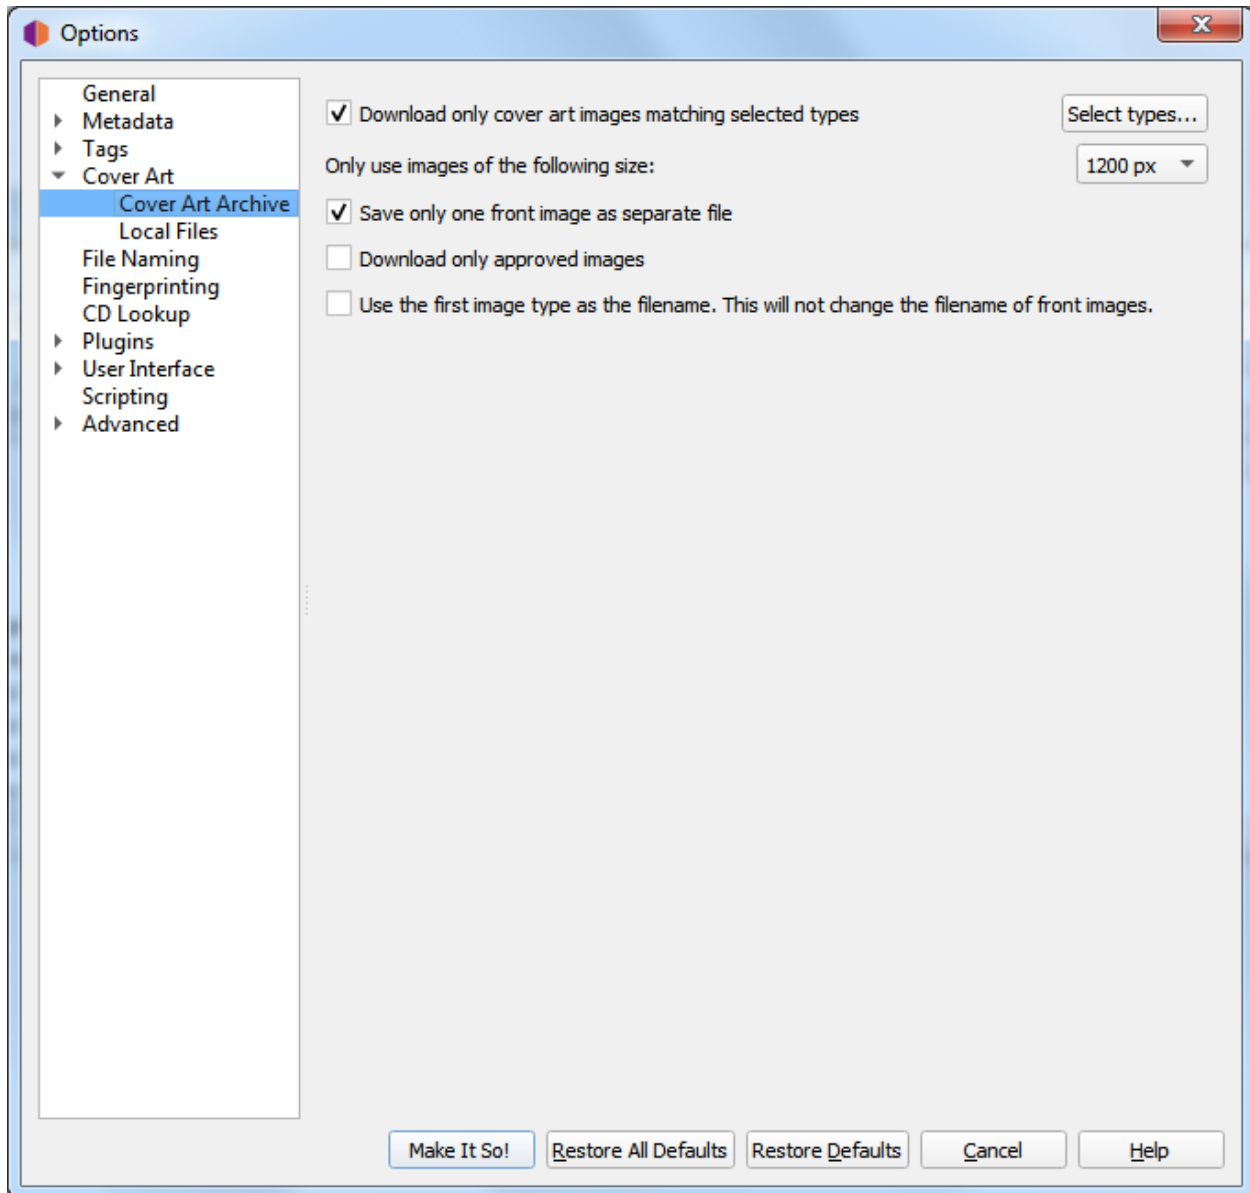 Options
General
Metadata
Tags
Cover Art
Cover Art Archive
Local Files
File Naming
Fingerprinting
CD Lookup
Plugins
User Interface
Scripting
Advanced
Download only cover art images matching selected types
Select types...
Only use images of the following size:
1200 px
Save only one front image as separate file
Download only approved images
Use the first image type as the filename. This will not change the filename of front images.
Make It So!
Restore All Defaults
Restore Defaults
Cancel
Help